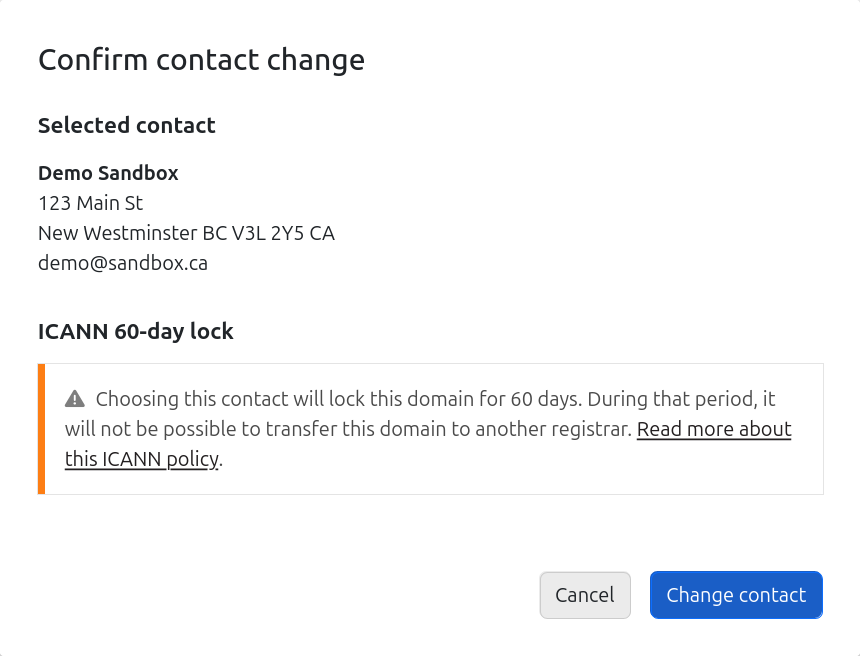 Confirm contact change
Selected contact
Demo Sandbox
123 Main St
New Westminster BC V3L 2Y5 CA
demo@sandbox.ca
ICANN 60-day lock
Choosing this contact will lock this domain for 60 days. During that period, it
will not be possible to transfer this domain to another registrar. Read more about
this ICANN policy.
Cancel
Change contact